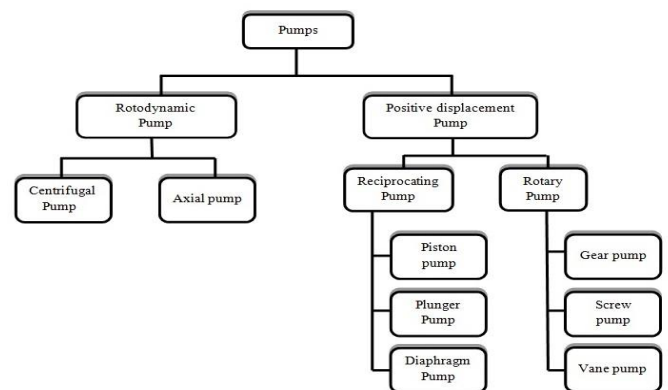 Pumps
Rotodynamic
Pump
Positive displacement
Pump
Centrifugal
Pump
Axial pump
Reciprocating
Pump
Rotary
Pump
Piston
pump
Gear pump
Plunger
Pump
Screw
pump
Diaphragm
Pump
Vane pump